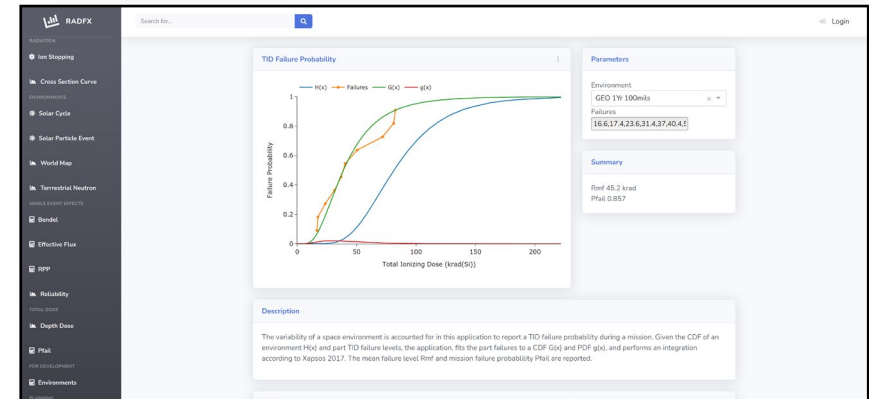 RADFX
Search for...
Login
RADIATION
Ion Stopping
Cross Section Curve
ENVIRONMENTS
Solar Cycle
Solar Particle Event
World Map
Terrrestrial Neutron
SINGLE EVENT EFFECTS
Bendel
Effective Flux
RPP
Reliability
TOTAL DOSE
Depth Dose
Pfail
FOR DEVELOPMENT
Environments
PLANNING
TID Failure Probability
H(x) Failures G(x) g(x)
1
0.8
0.6
0.4
0.2
0
Failure Probability
0 50 100 150 200
Total Ionizing Dose (krad(Si))
Parameters
Environment
GEO 1Yr 100mils
Failures
16.6,17.4,23.6,31.4,37,40.4,5
Summary
Rmf 45.2 krad
Pfail 0.857
Description
The variability of a space environment is accounted for in this application to report a TID failure probability during a mission. Given the CDF of an
environment H(x) and part TID failure levels, the application, fits the part failures to a CDF G(x) and PDF g(x), and performs an integration
according to Xapsos 2017. The mean failure level Rmf and mission failure probablility Pfail are reported.